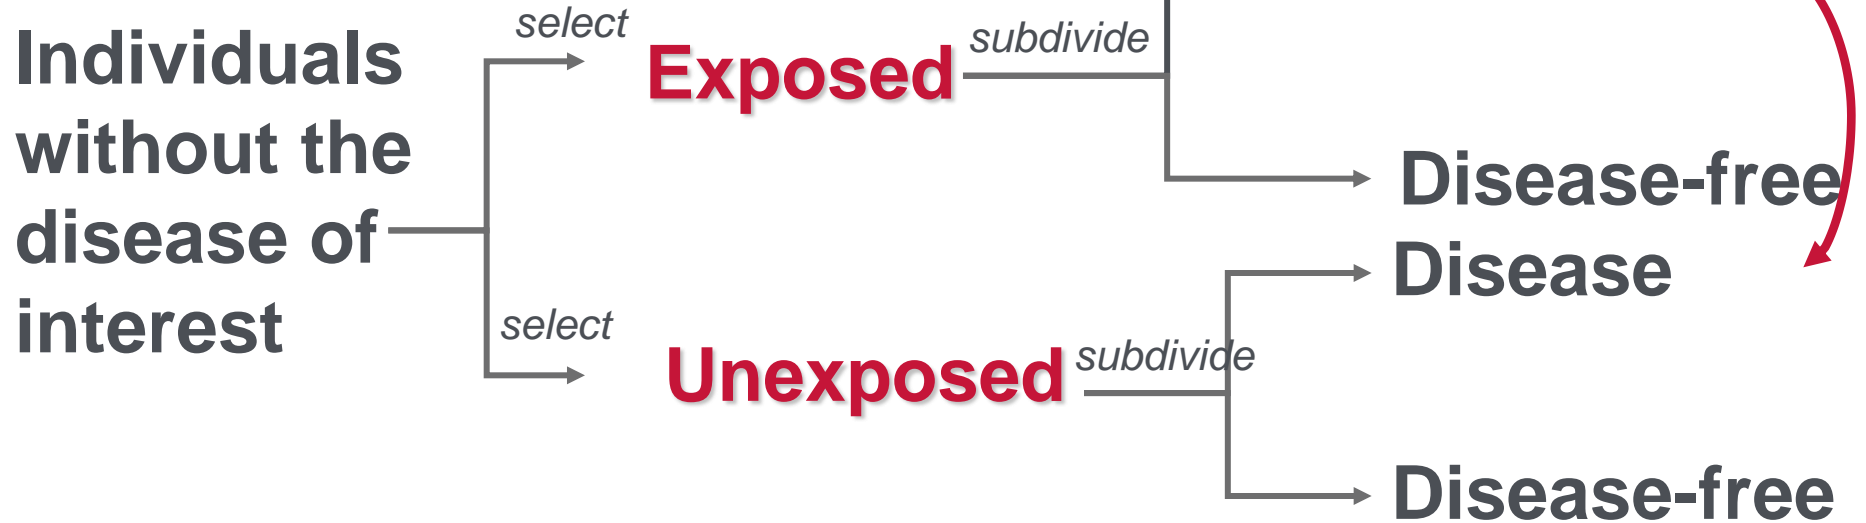 Individuals
without the
disease of
interest
select
Exposed
subdivide
Disease-free
Disease
select
Unexposed
subdivide
Disease-free